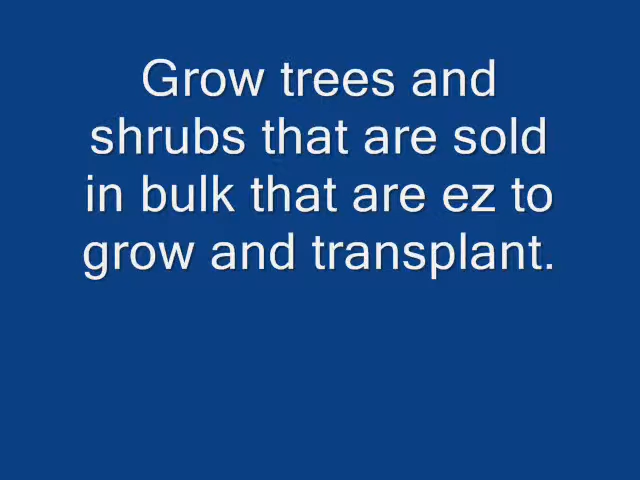 Grow trees and
shrubs that are sold
in bulk that are ez to
grow and transplant.